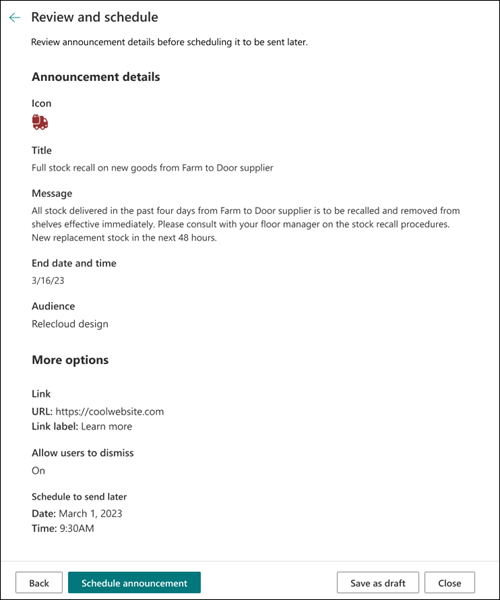 Review and schedule
Review announcement details before scheduling it to be sent later.
Announcement details
Icon
Title
Full stock recall on new goods from Farm to Door supplier
Message
All stock delivered in the past four days from Farm to Door supplier is to be recalled and removed from
shelves effective immediately. Please consult with your floor manager on the stock recall procedures.
New replacement stock in the next 48 hours.
End date and time
3/16/23
Audience
Relecloud design
More options
Link
URL: https://coolwebsite.com
Link label: Learn more
Allow users to dismiss
On
Schedule to send later
Date: March 1, 2023
Time: 9:30AM
Back
Schedule announcement
Save as draft
Close